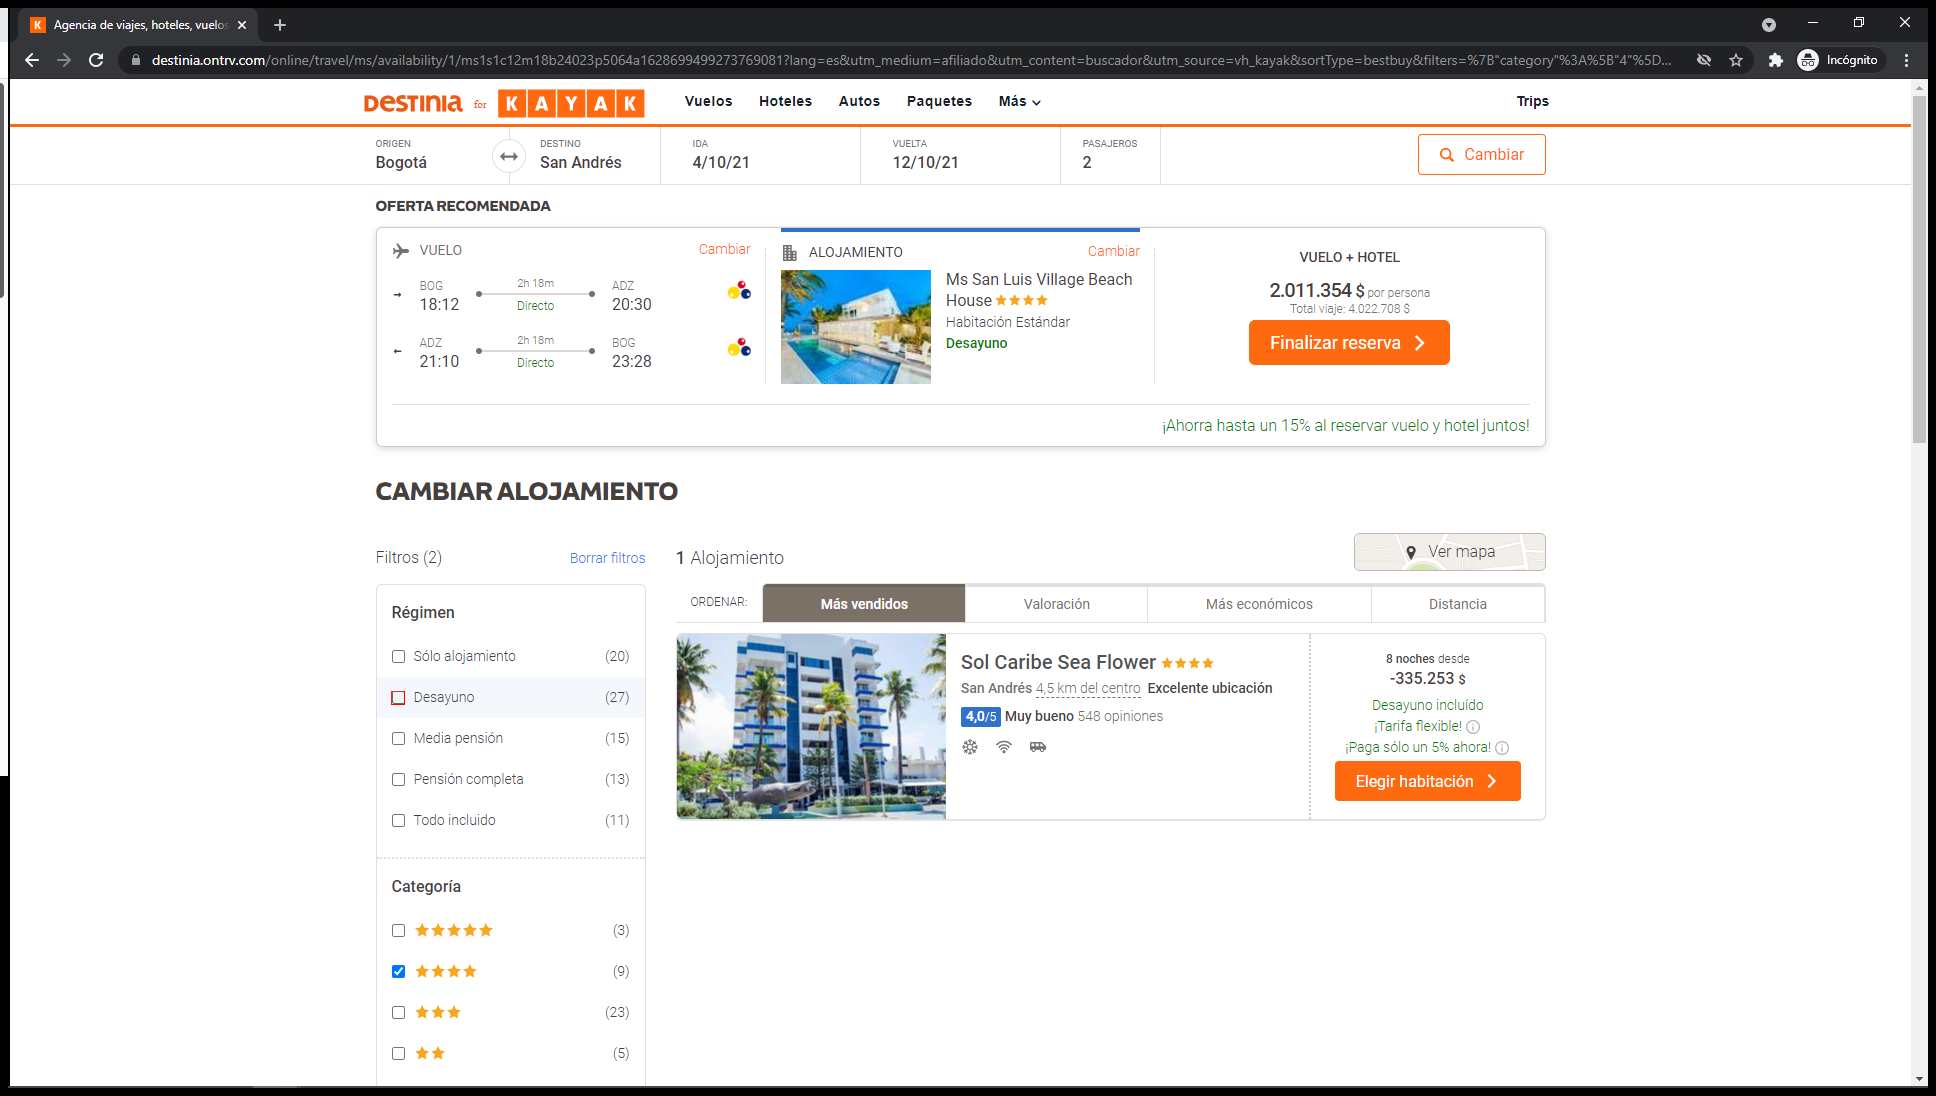 Agencia de viajes, hoteles, vuelos
destinia.ontrv.com/online/travel/ms/availability/1/ms1s1c12m18b24023p5064a1628699499273769081?lang=es&utm_medium=afiliado&utm_content=buscador&utm_source=vh_kayak&sortType=bestbuy&filters=%7B"category"%3A%5B"4"%5D...
Incógnito
DESTINIA for KAYAK
Vuelos
Hoteles
Autos
Paquetes
Más
Trips
ORIGEN
Bogotá
DESTINO
San Andrés
IDA
4/10/21
VUELTA
12/10/21
PASAJEROS
2
Cambiar
OFERTA RECOMENDADA
VUELO
Cambiar
BOG
18:12
2h 18m
Directo
ADZ
20:30
ADZ
21:10
2h 18m
Directo
BOG
23:28
ALOJAMIENTO
Cambiar
Ms San Luis Village Beach
House
Habitación Estándar
Desayuno
VUELO + HOTEL
2.011.354 $ por persona
Total viaje: 4.022.708 $
Finalizar reserva
¡Ahorra hasta un 15% al reservar vuelo y hotel juntos!
CAMBIAR ALOJAMIENTO
Filtros (2)
Borrar filtros
1 Alojamiento
Ver mapa
Régimen
Sólo alojamiento (20)
Desayuno (27)
Media pensión (15)
Pensión completa (13)
Todo incluido (11)
Categoría
(3)
(9)
(23)
(5)
ORDENAR:
Más vendidos
Valoración
Más económicos
Distancia
Sol Caribe Sea Flower
San Andrés 4,5 km del centro Excelente ubicación
4,0/5 Muy bueno 548 opiniones
8 noches desde
-335.253 $
Desayuno incluído
¡Tarifa flexible!
¡Paga sólo un 5% ahora!
Elegir habitación